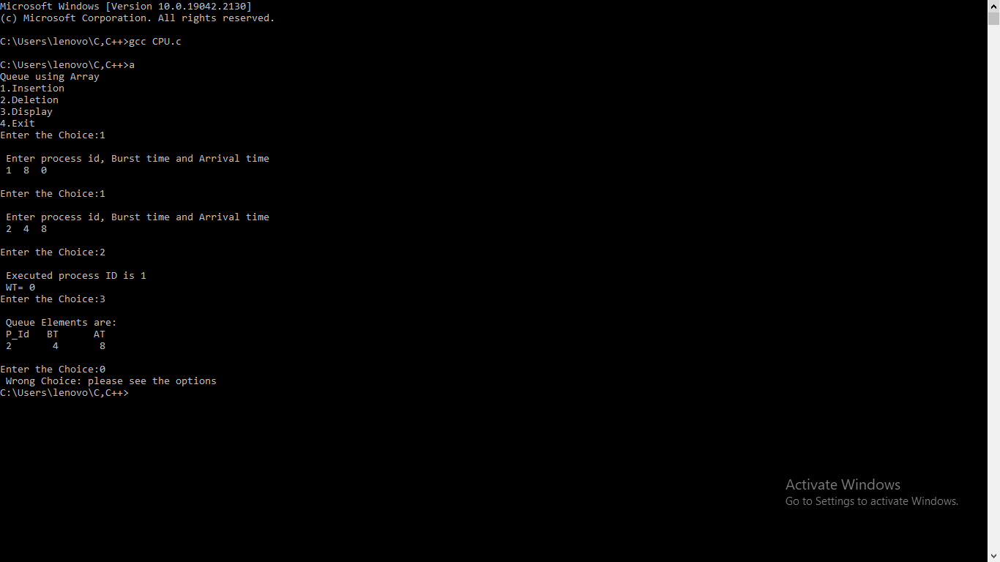 Microsoft Windows [Version 10.0.19042.2130]
(c) Microsoft Corporation. All rights reserved.
C:\Users\lenovo\C,C++>gcc CPU.c
C:\Users\lenovo\C,C++>a
Queue using Array
1.Insertion
2.Deletion
3.Display
4.Exit
Enter the Choice:1
Enter process id, Burst time and Arrival time
1  8  0
Enter the Choice:1
Enter process id, Burst time and Arrival time
2  4  8
Enter the Choice:2
Executed process ID is 1
WT= 0
Enter the Choice:3
Queue Elements are:
P_Id   BT      AT
2       4       8
Enter the Choice:0
Wrong Choice: please see the options
C:\Users\lenovo\C,C++>
Activate Windows
Go to Settings to activate Windows.